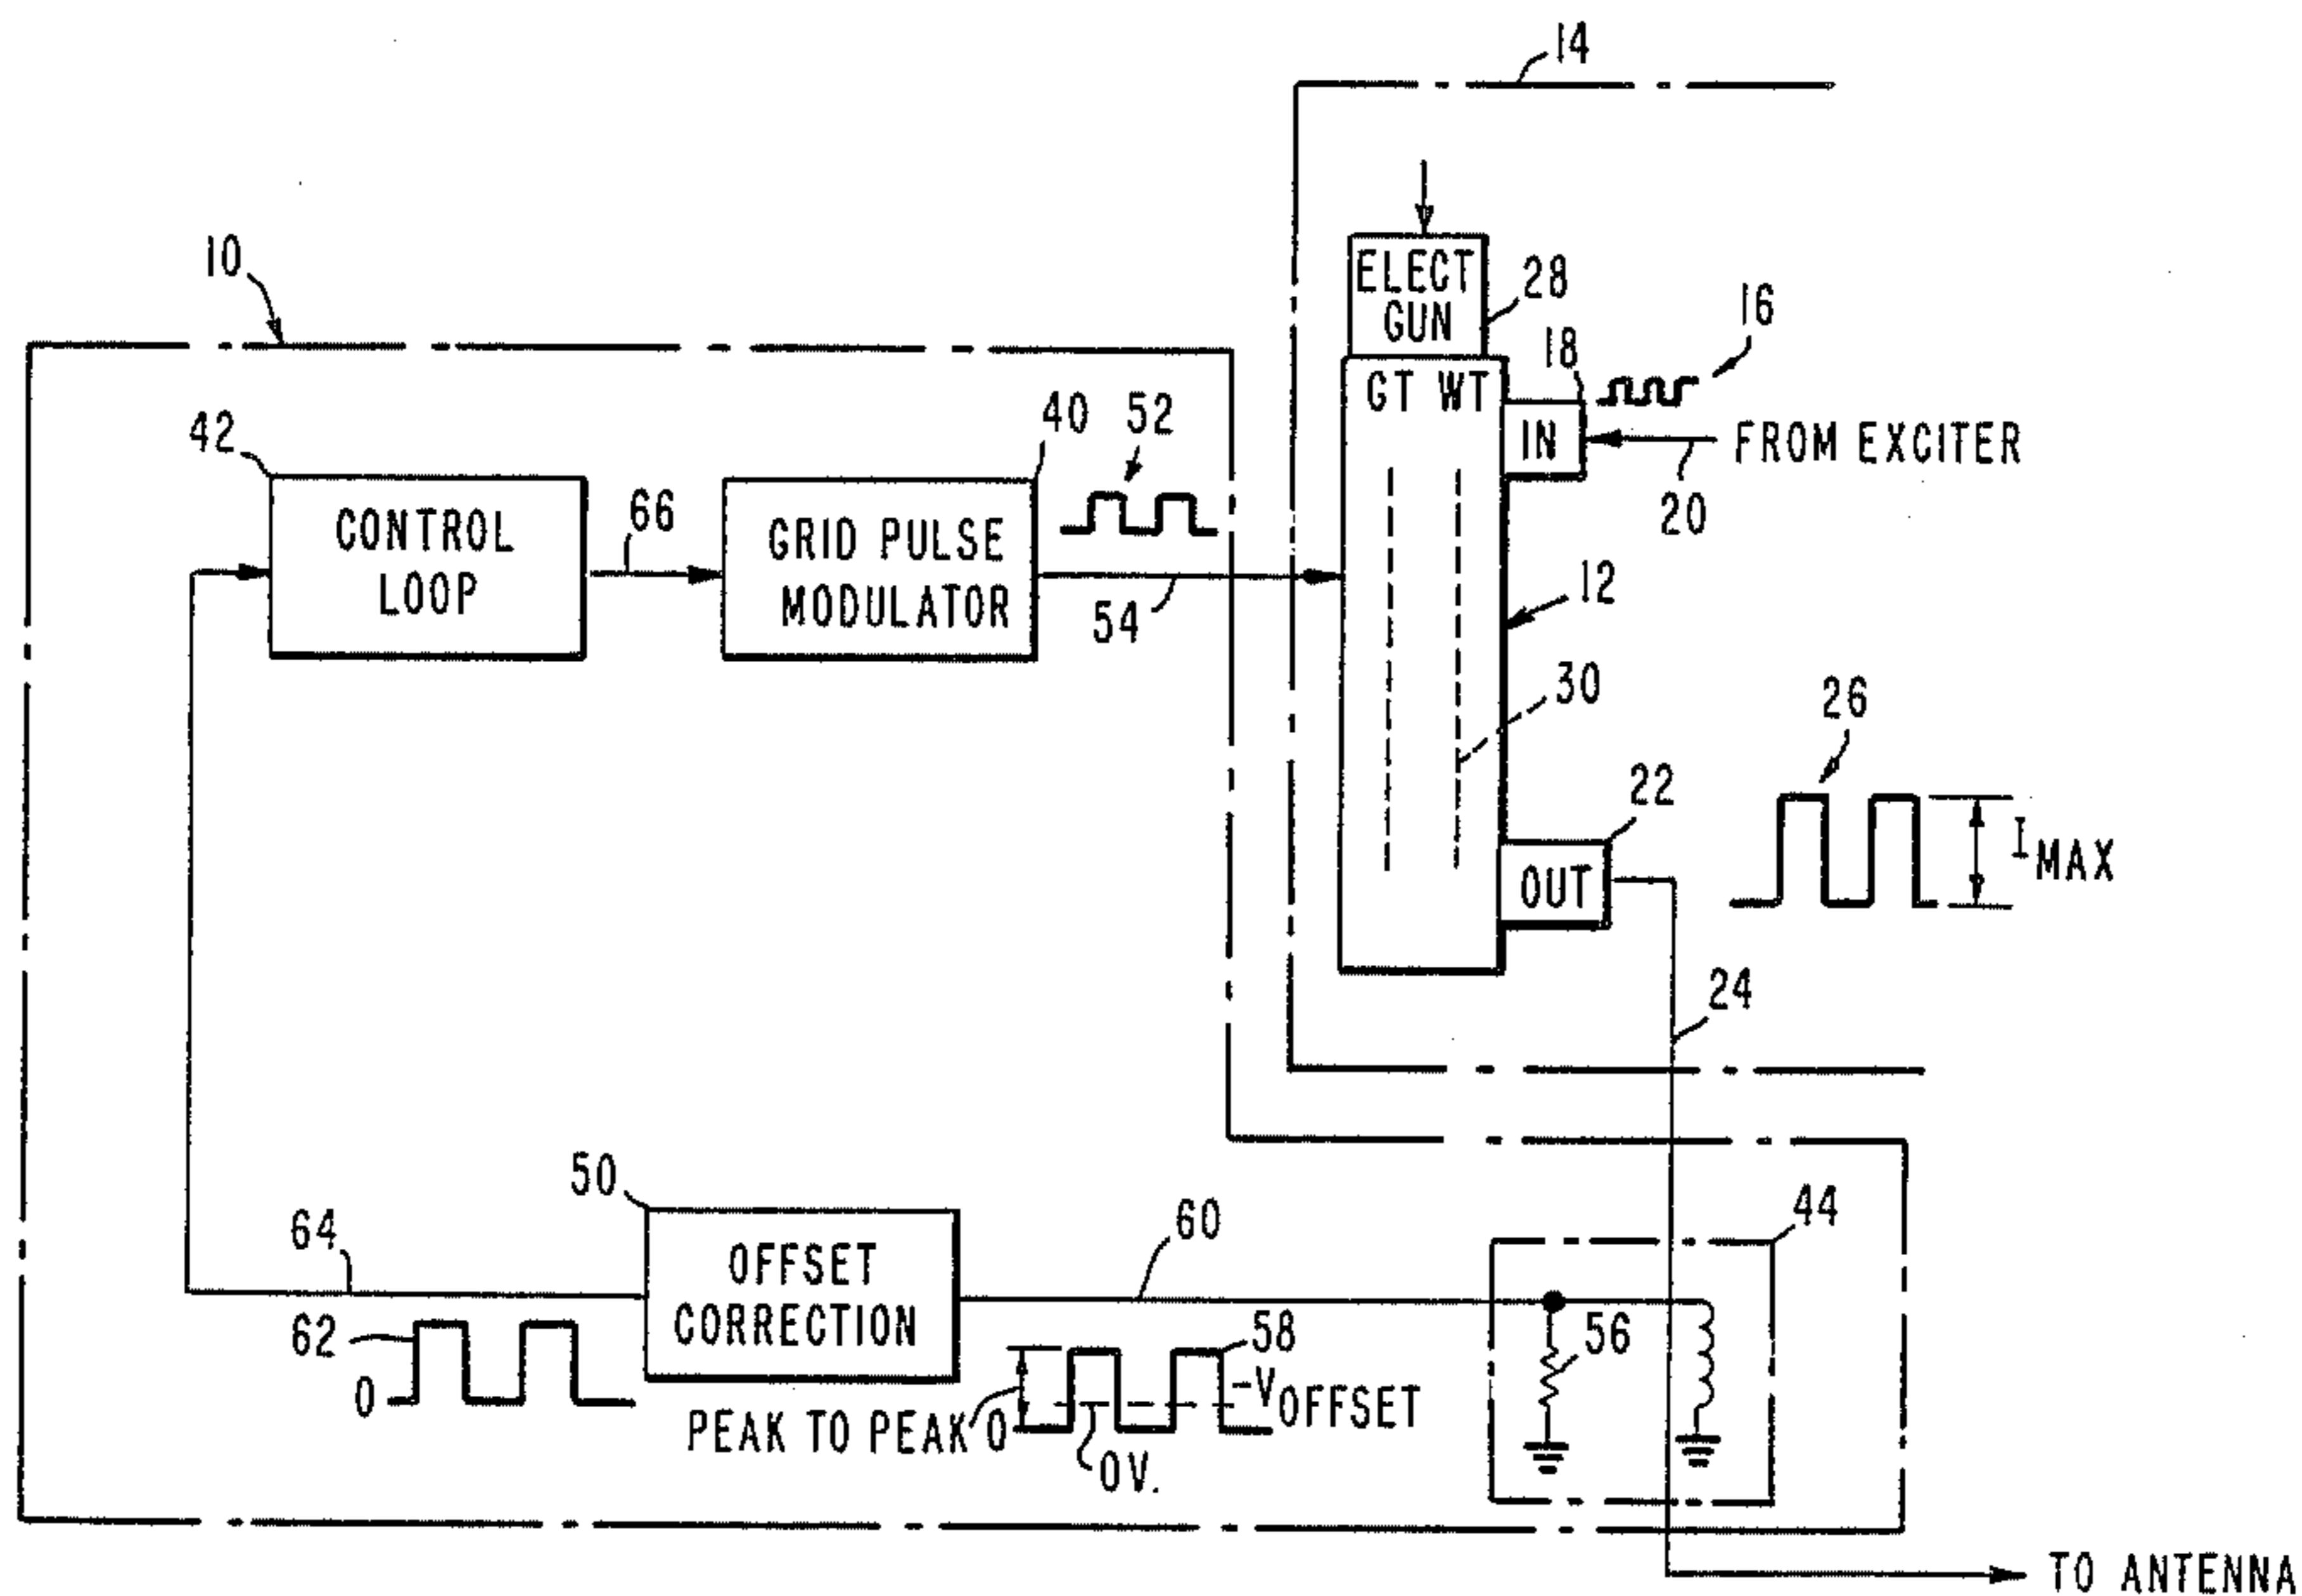 14
10
ELECT
GUN
28
16
18
GT WT
IN
FROM EXCITER
20
42
CONTROL
LOOP
66
40
GRID PULSE
MODULATOR
52
54
12
30
26
22
OUT
I MAX
24
50
OFFSET
CORRECTION
64
62
0
60
58
-V OFFSET
PEAK TO PEAK
0
0V.
44
56
TO ANTENNA